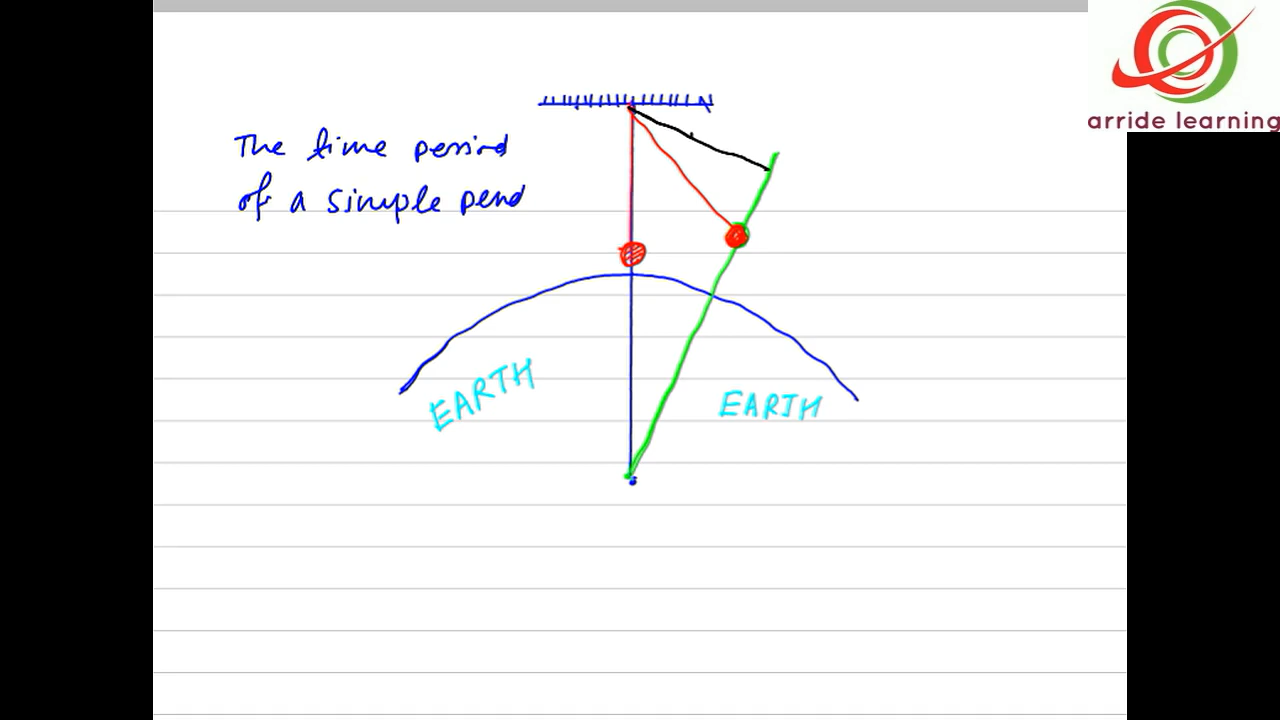 The time period
of a simple pend
EARTH
EARTH
arride learning